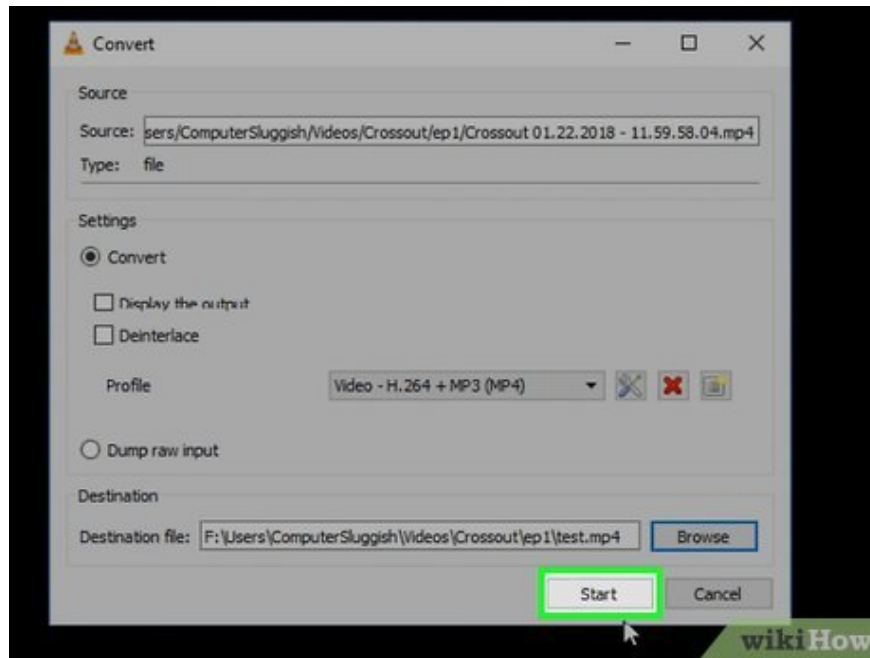 Convert
Source
Source: sers/ComputerSluggish/Videos/Crossout/ep1/Crossout 01.22.2018 - 11.59.58.04.mp4
Type: file
Settings
Convert
Display the output
Deinterlace
Profile Video - H.264 + MP3 (MP4)
Dump raw input
Destination
Destination file: F:\Users\ComputerSluggish\Videos\Crossout\ep1\test.mp4 Browse
Start Cancel
wikiHow